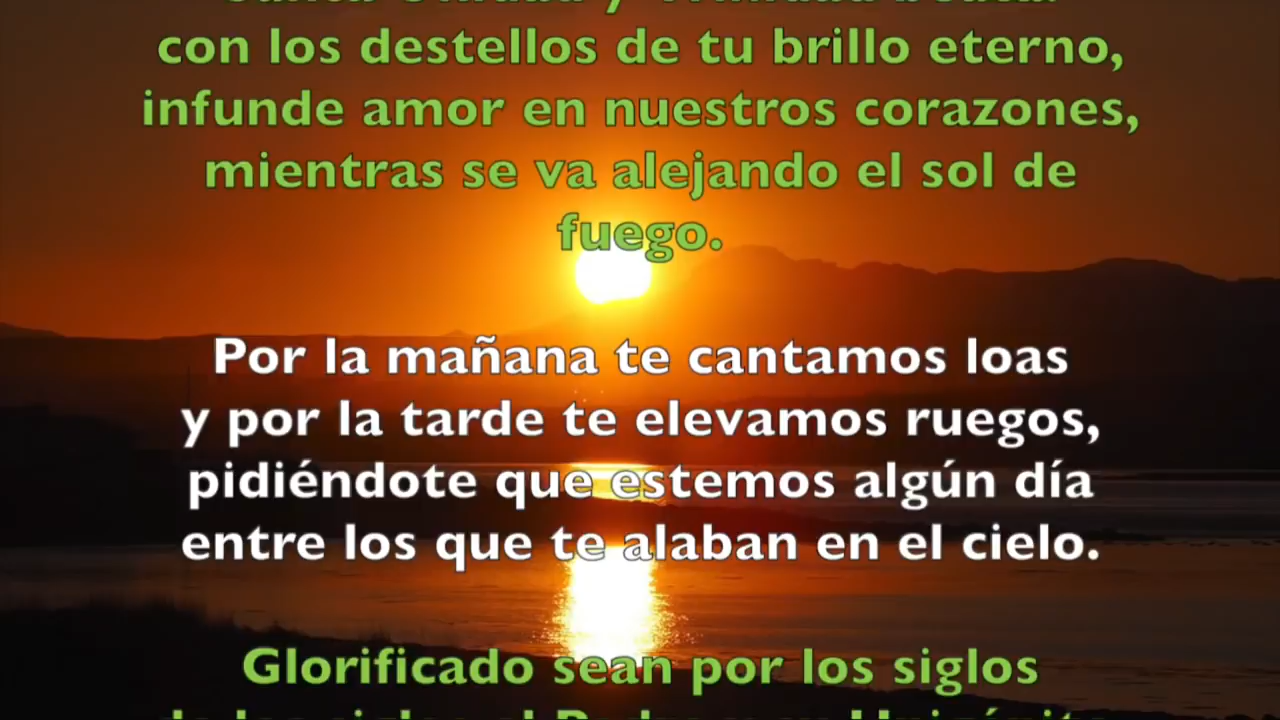 con los destellos de tu brillo eterno,
infunde amor en nuestros corazones,
mientras se va alejando el sol de
fuego.
Por la mañana te cantamos loas
y por la tarde te elevamos ruegos,
pidiéndote que estemos algún día
entre los que te alaban en el cielo.
Glorificado sean por los siglos